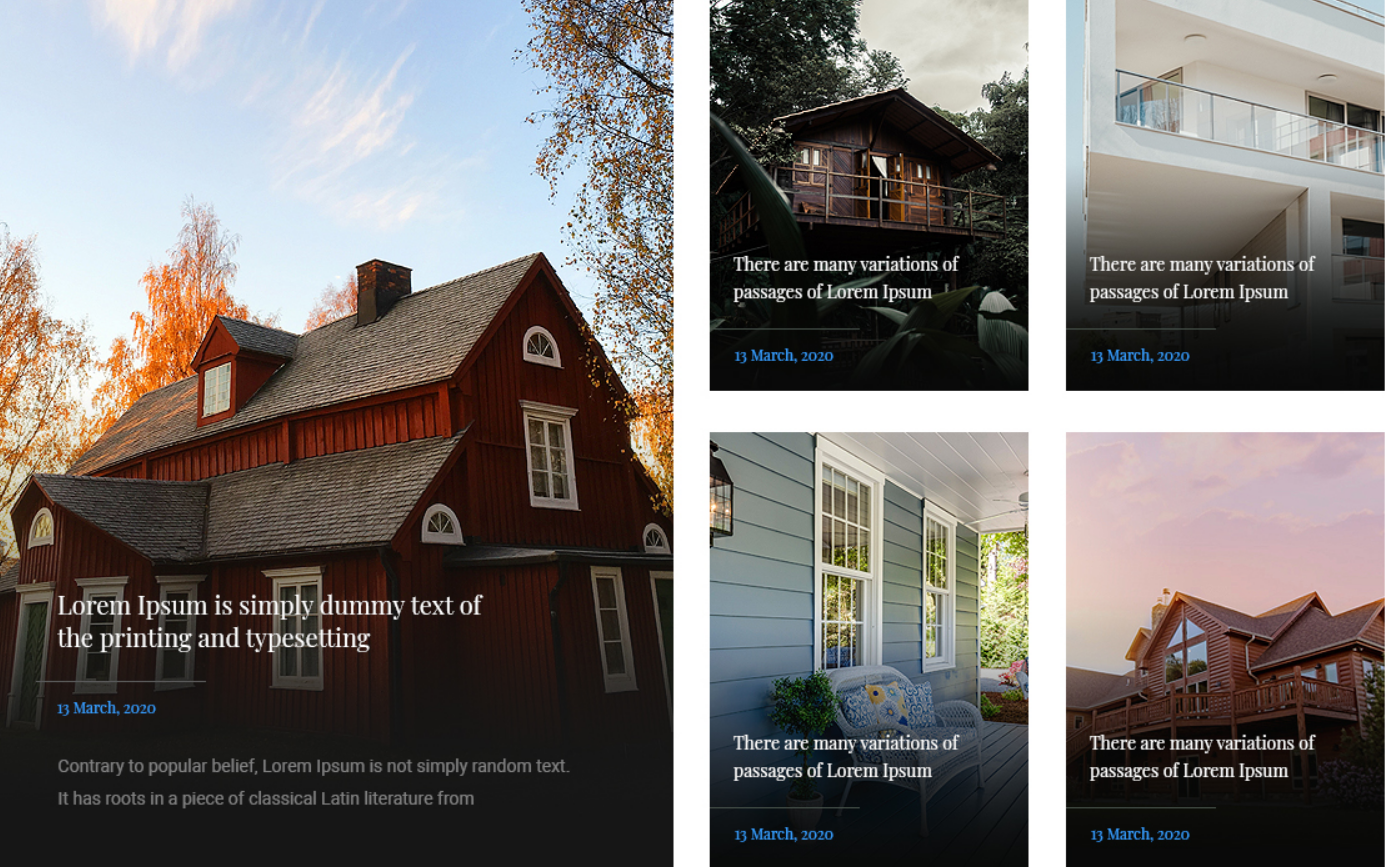 Lorem Ipsum is simply dummy text of
the printing and typesetting
13 March, 2020
Contrary to popular belief, Lorem Ipsum is not simply random text.
It has roots in a piece of classical Latin literature from
There are many variations of
passages of Lorem Ipsum
13 March, 2020
There are many variations of
passages of Lorem Ipsum
13 March, 2020
There are many variations of
passages of Lorem Ipsum
13 March, 2020
There are many variations of
passages of Lorem Ipsum
13 March, 2020